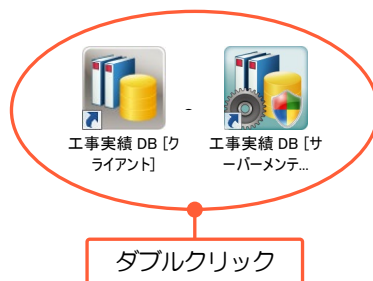 -
工事実績 DB [ク
ライアント]
工事実績 DB [サ
ーバーメンテ...
ダブルクリック